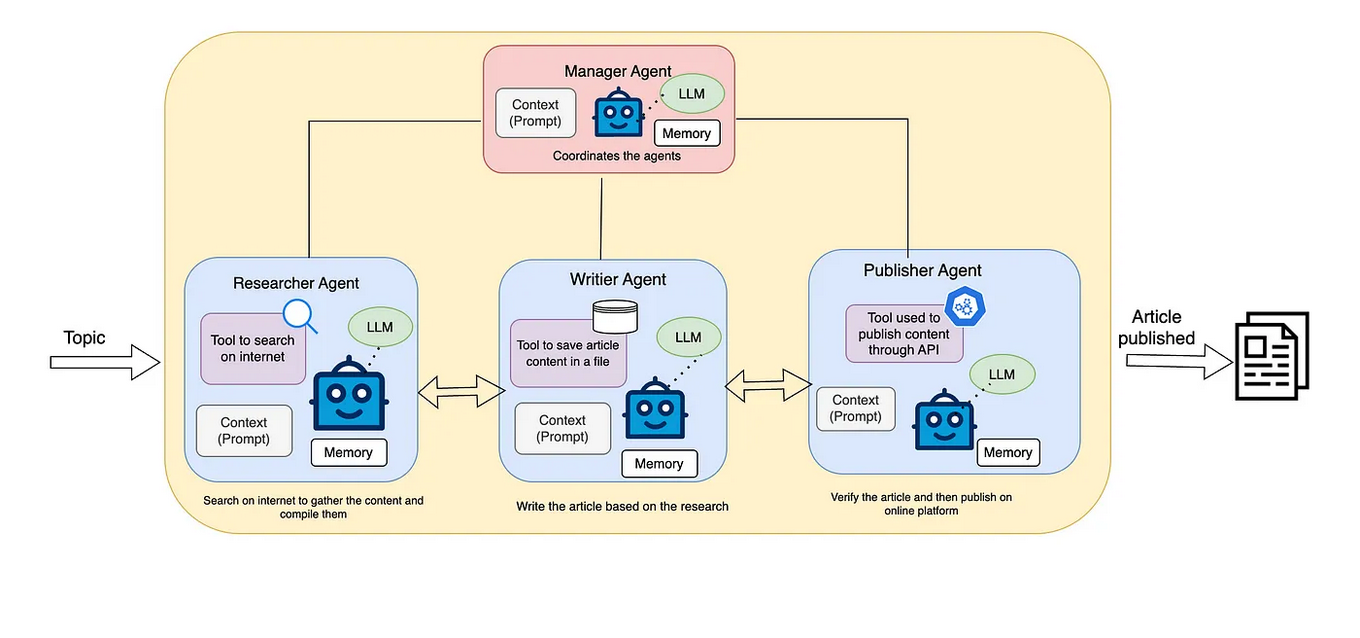 Manager Agent
LLM
Context
(Prompt)
Memory
Coordinates the agents
Topic
Researcher Agent
Tool to search
on internet
LLM
Context
(Prompt)
Memory
Search on internet to gather the content and
compile them
Writier Agent
Tool to save article
content in a file
LLM
Context
(Prompt)
Memory
Write the article based on the research
Publisher Agent
Tool used to
publish content
through API
LLM
Context
(Prompt)
Memory
Verify the article and then publish on
online platform
Article
published